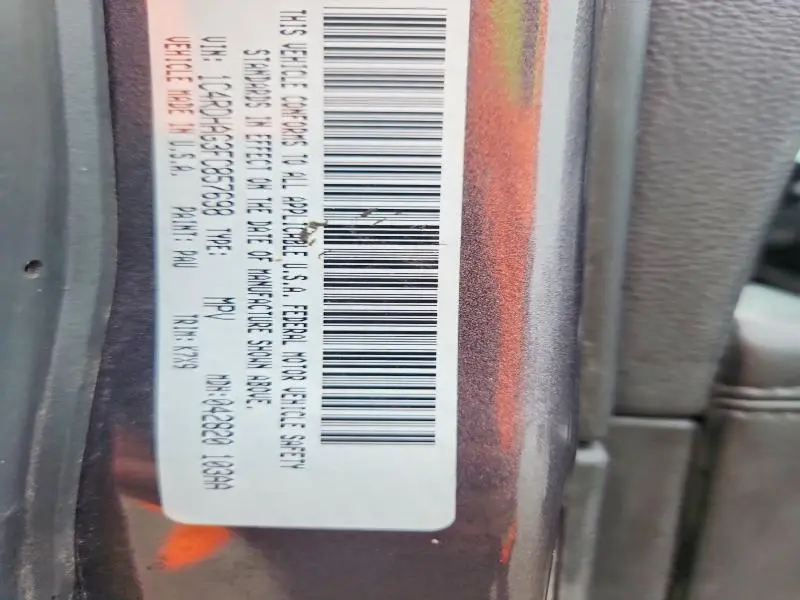 THIS VEHICLE CONFORMS TO ALL APPLICABLE U.S.A. FEDERAL MOTOR VEHICLE SAFETY
STANDARDS IN EFFECT ON THE DATE OF MANUFACTURE SHOWN ABOVE.
VIN: 1C4RDHAG3FC857698 TYPE: MPV MDH:042820 103AA
VEHICLE MADE IN U.S.A. PAINT: PAU TRIM: K7X9